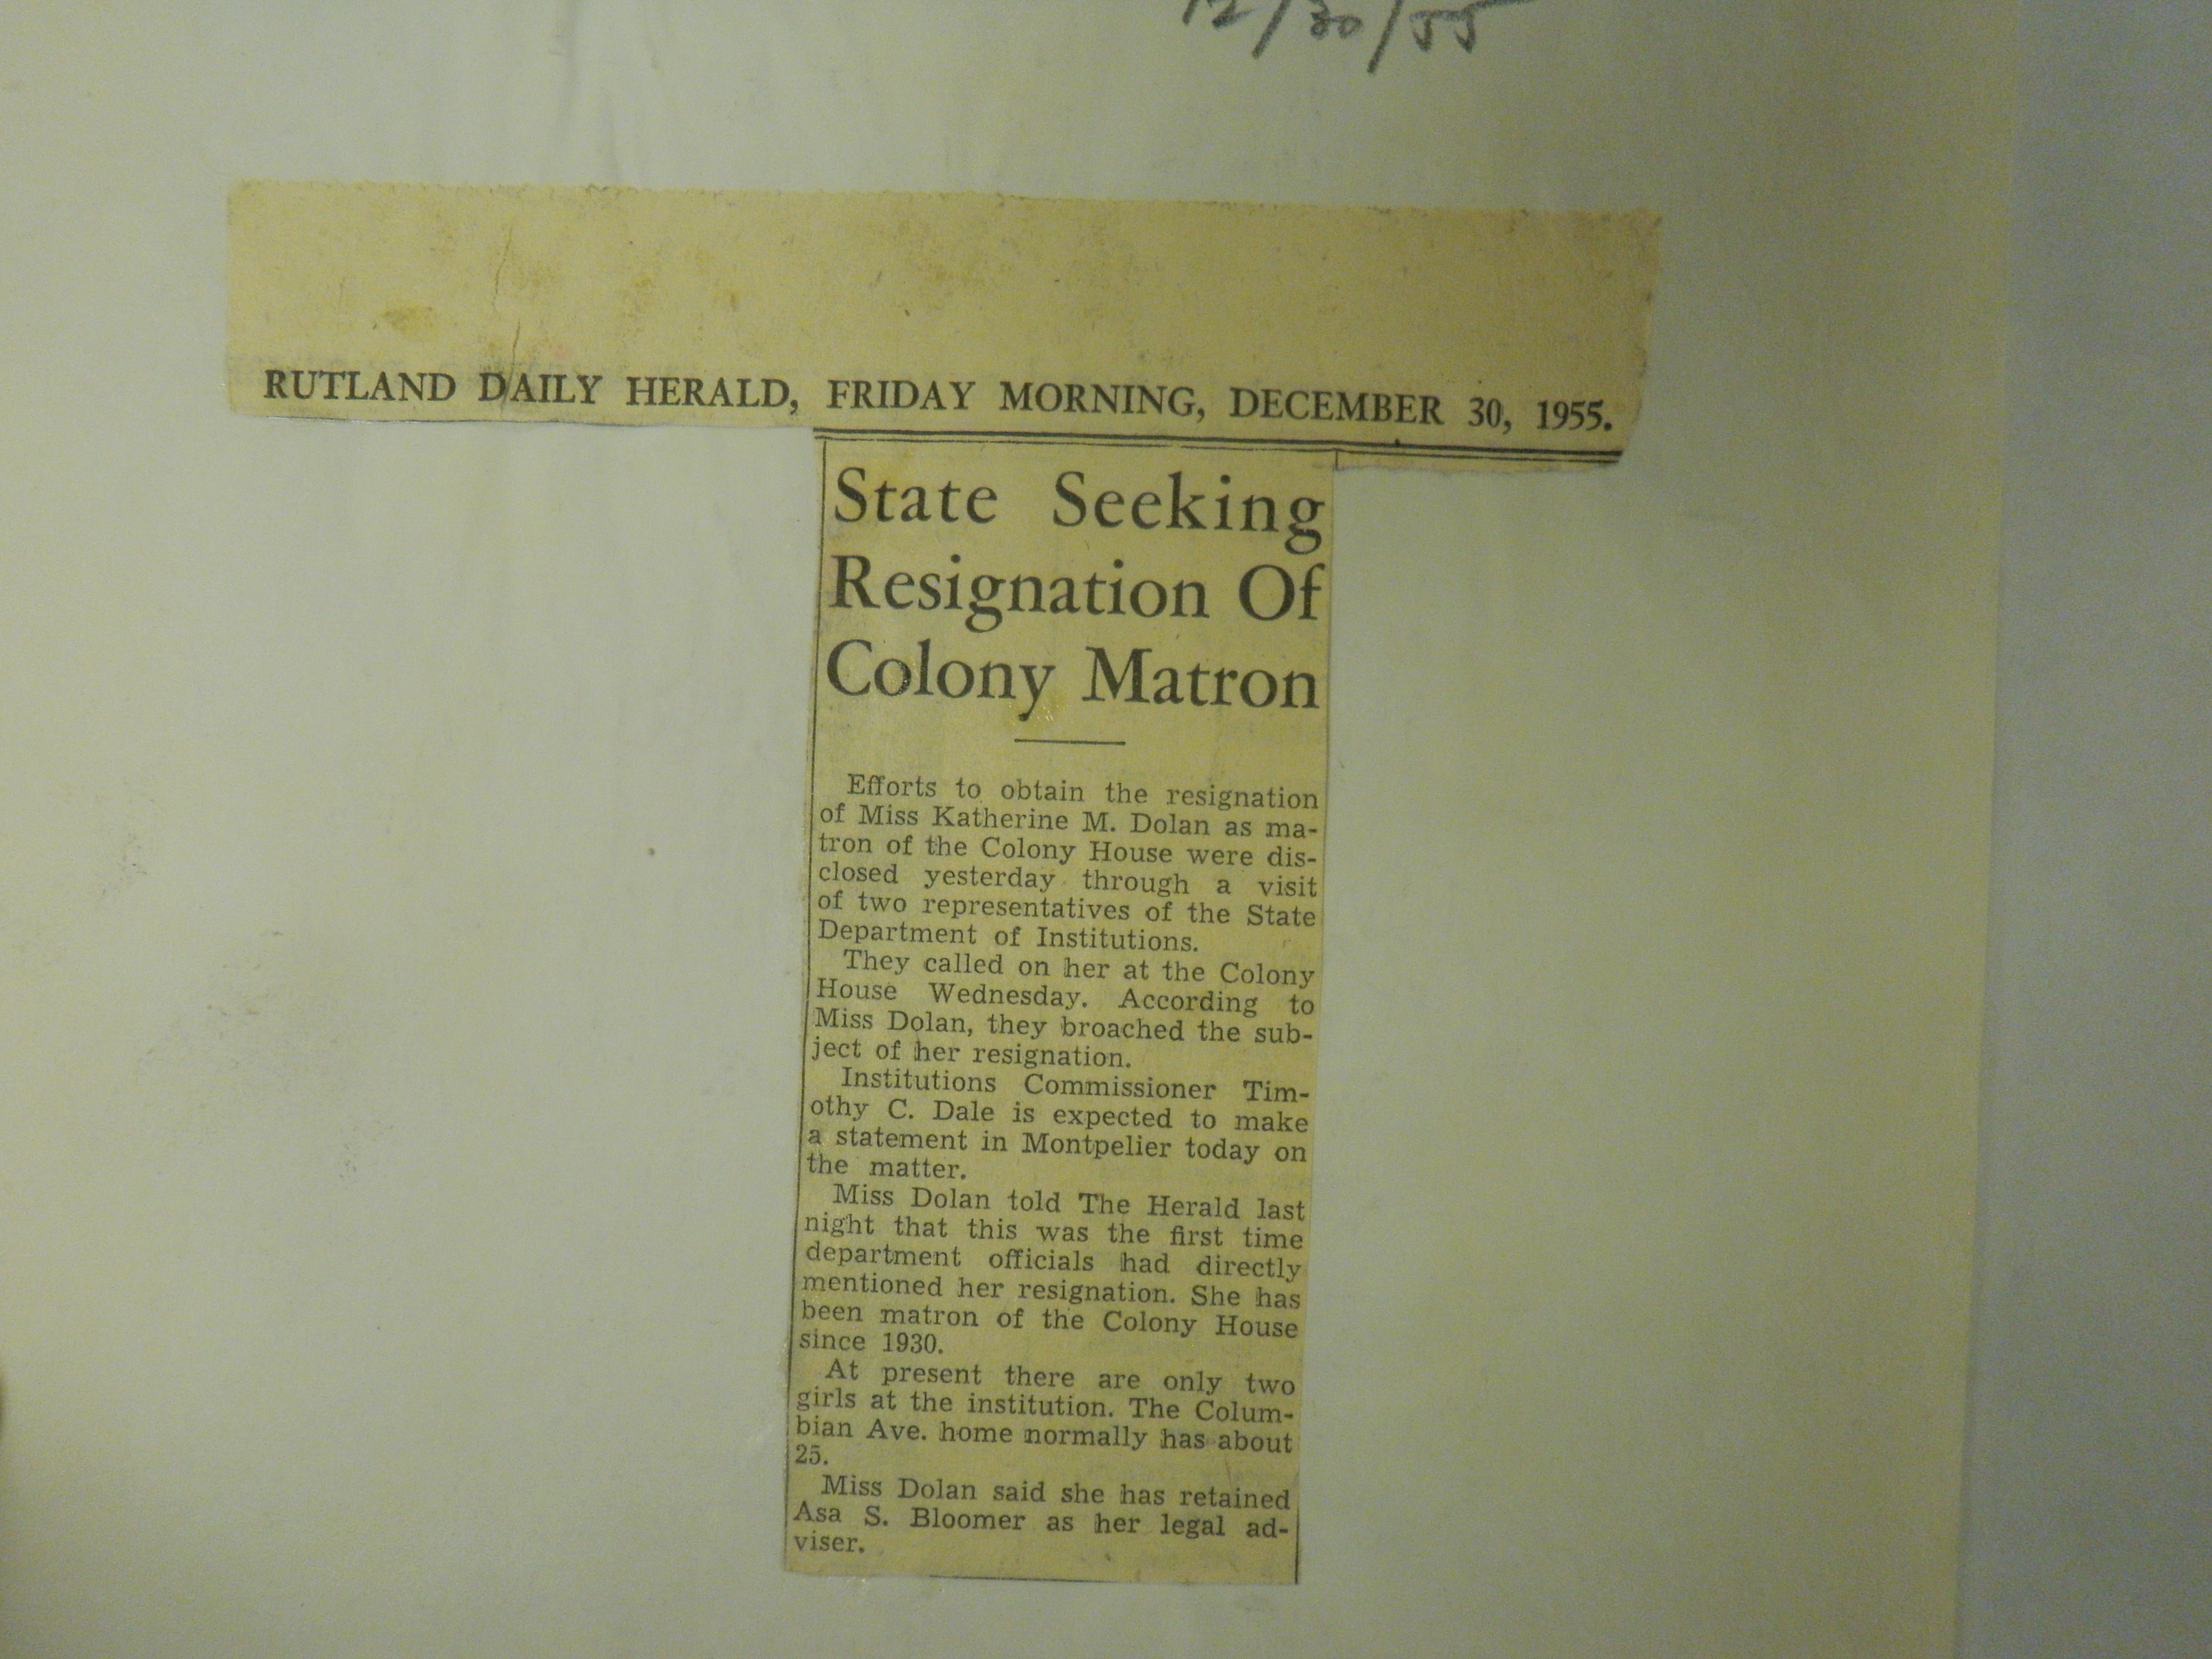 12/30/55
RUTLAND DAILY HERALD, FRIDAY MORNING, DECEMBER 30, 1955.
State Seeking
Resignation Of
Colony Matron
Efforts to obtain the resignation
of Miss Katherine M. Dolan as ma-
tron of the Colony House were dis-
closed yesterday through a visit
of two representatives of the State
Department of Institutions.
They called on her at the Colony
House Wednesday. According to
Miss Dolan, they broached the sub-
ject of her resignation.
Institutions Commissioner Tim-
othy C. Dale is expected to make
a statement in Montpelier today on
the matter.
Miss Dolan told The Herald last
night that this was the first time
department officials had directly
mentioned her resignation. She has
been matron of the Colony House
since 1930.
At present there are only two
girls at the institution. The Colum-
bian Ave. home normally has about
25.
Miss Dolan said she has retained
Asa S. Bloomer as her legal ad-
viser.